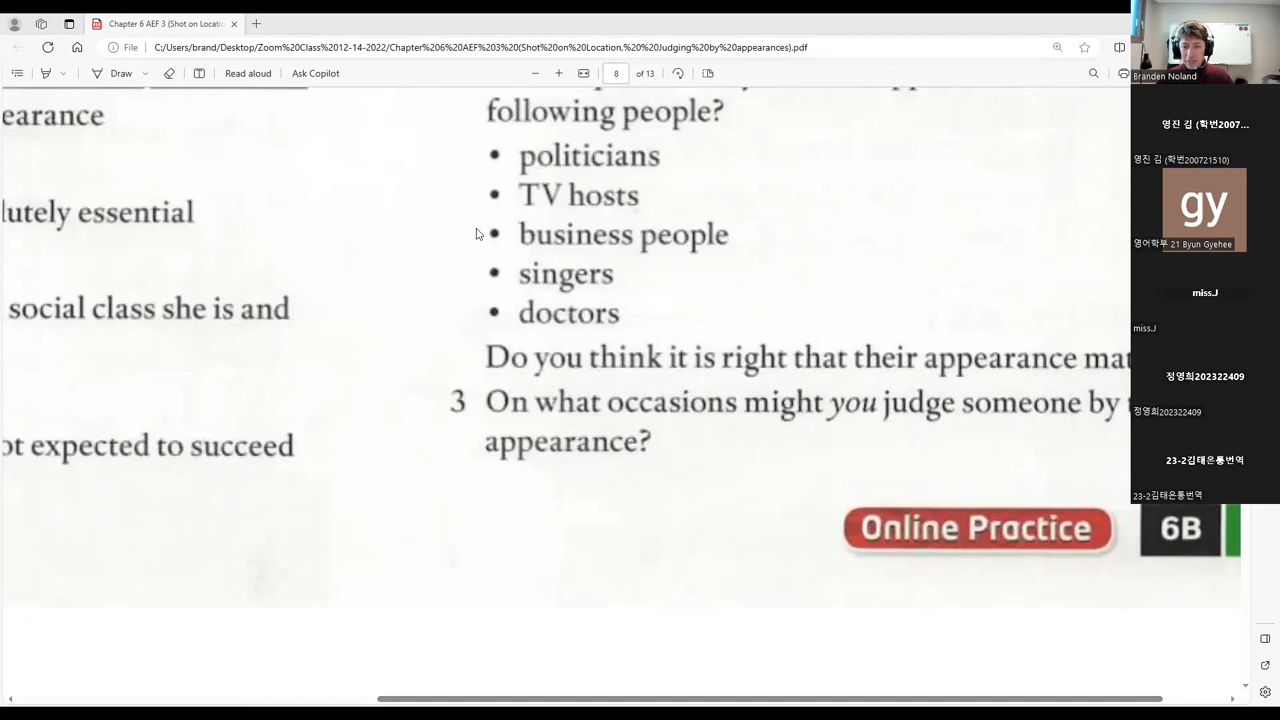 Chapter 6 AEF 3 (Shot on Locati
File
C:/Users/brand/Desktop/Zoom%20Class%2012-14-2022/Chapter%206%20AEF%203%20(Shot%20on%20Location,%20%20Judging%20by%20appearances).pdf
Draw
Read aloud
Ask Copilot
8 of 13
earance
lutely essential
social class she is and
ot expected to succeed
following people?
• politicians
• TV hosts
• business people
• singers
• doctors
Do you think it is right that their appearance mat
3 On what occasions might you judge someone by
appearance?
Online Practice
6B
Branden Noland
영진 김 (학번2007...
영진 김 (학번200721510)
gy
영어학부 21 Byun Gyehee
miss.J
miss.J
정영희202322409
정영희202322409
23-2김태은통번역
23-2김태은통번역